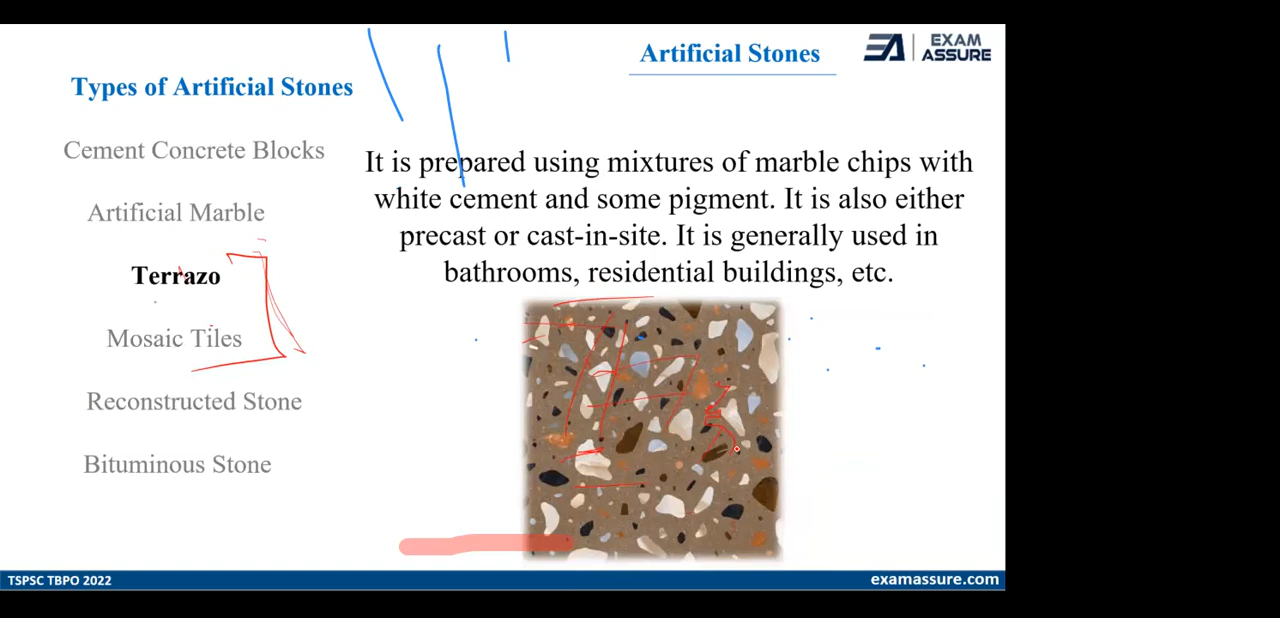 Artificial Stones
EXAM
ASSURE
Types of Artificial Stones
Cement Concrete Blocks
Artificial Marble
Terrazo
Mosaic Tiles
Reconstructed Stone
Bituminous Stone
It is prepared using mixtures of marble chips with
white cement and some pigment. It is also either
precast or cast-in-site. It is generally used in
bathrooms, residential buildings, etc.
TSPSC TBPO 2022
examassure.com